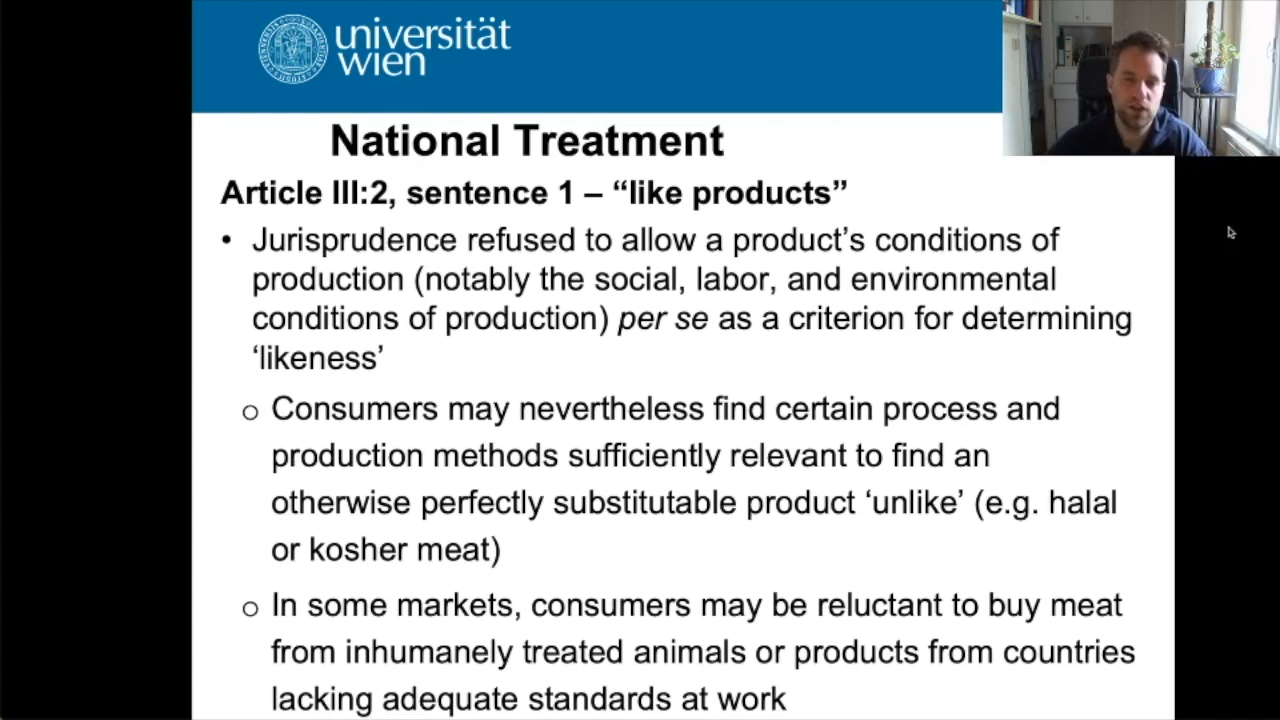 universität
wien
National Treatment
Article III:2, sentence 1 – “like products”
• Jurisprudence refused to allow a product’s conditions of
production (notably the social, labor, and environmental
conditions of production) per se as a criterion for determining
‘likeness’
o Consumers may nevertheless find certain process and
production methods sufficiently relevant to find an
otherwise perfectly substitutable product ‘unlike’ (e.g. halal
or kosher meat)
o In some markets, consumers may be reluctant to buy meat
from inhumanely treated animals or products from countries
lacking adequate standards at work